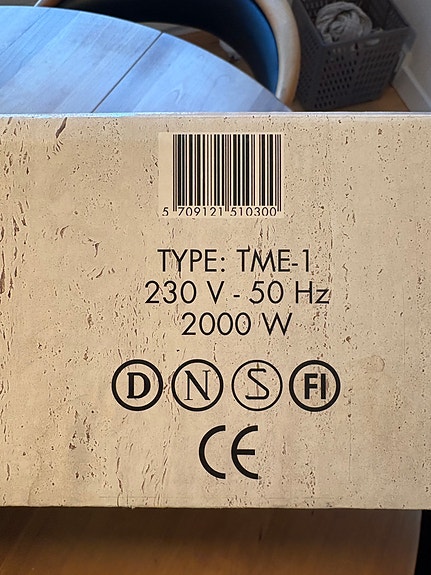 5 709121 510300
TYPE: TME-1
230 V - 50 Hz
2000 W
D N S FI
CE